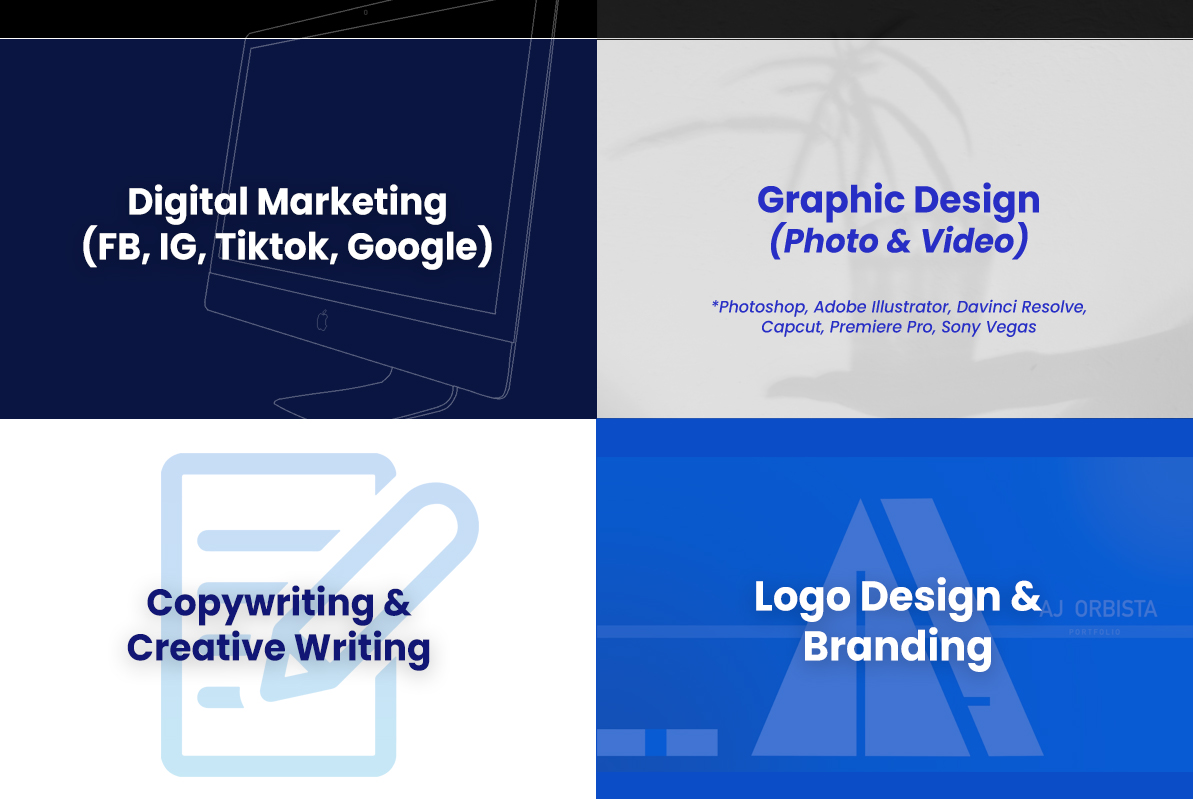 Digital Marketing
(FB, IG, Tiktok, Google)
Graphic Design
(Photo & Video)
*Photoshop, Adobe Illustrator, Davinci Resolve,
Capcut, Premiere Pro, Sony Vegas
Copywriting &
Creative Writing
Logo Design &
Branding
AJ ORBISTA
PORTFOLIO